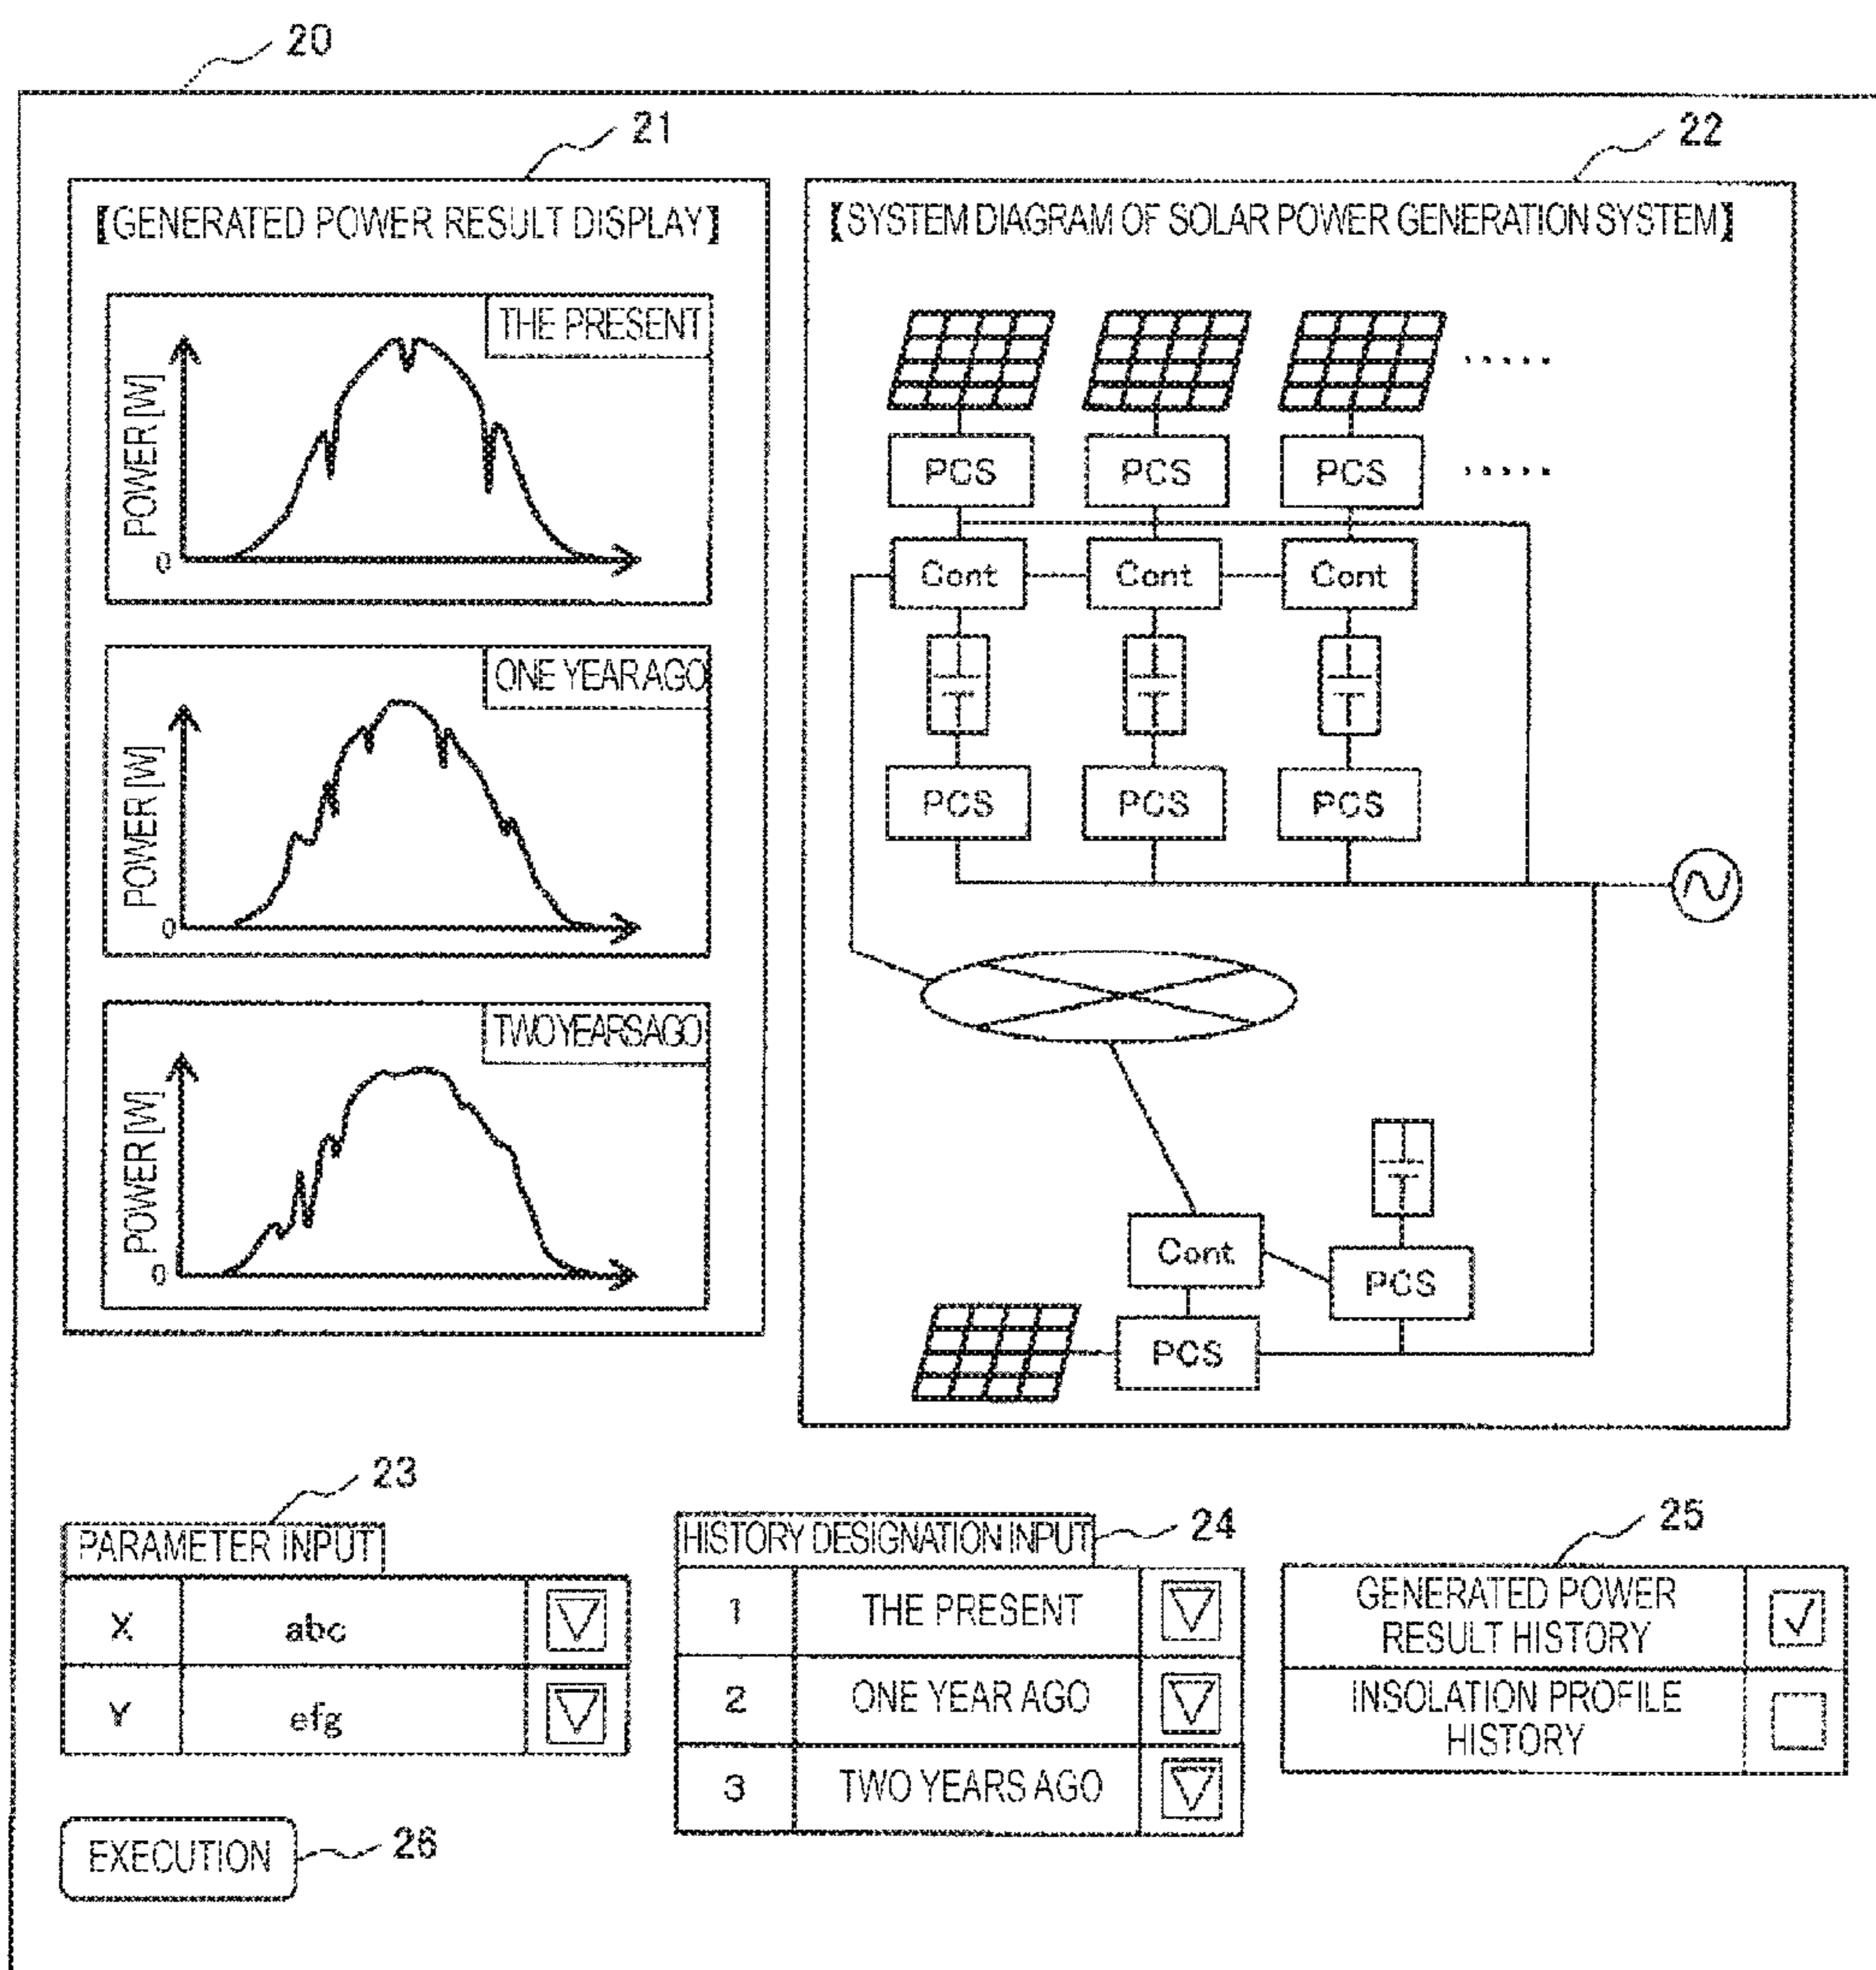 20
21
22
【GENERATED POWER RESULT DISPLAY】
THE PRESENT
POWER [W]
0
ONE YEAR AGO
POWER [W]
0
TWO YEARS AGO
POWER [W]
0
【SYSTEM DIAGRAM OF SOLAR POWER GENERATION SYSTEM】
.....
PCS PCS PCS .....
Cont Cont Cont
PCS PCS PCS
Cont
PCS
PCS
23
PARAMETER INPUT
X abc
Y efg
24
HISTORY DESIGNATION INPUT
1 THE PRESENT
2 ONE YEAR AGO
3 TWO YEARS AGO
25
GENERATED POWER
RESULT HISTORY
INSOLATION PROFILE
HISTORY
EXECUTION
26